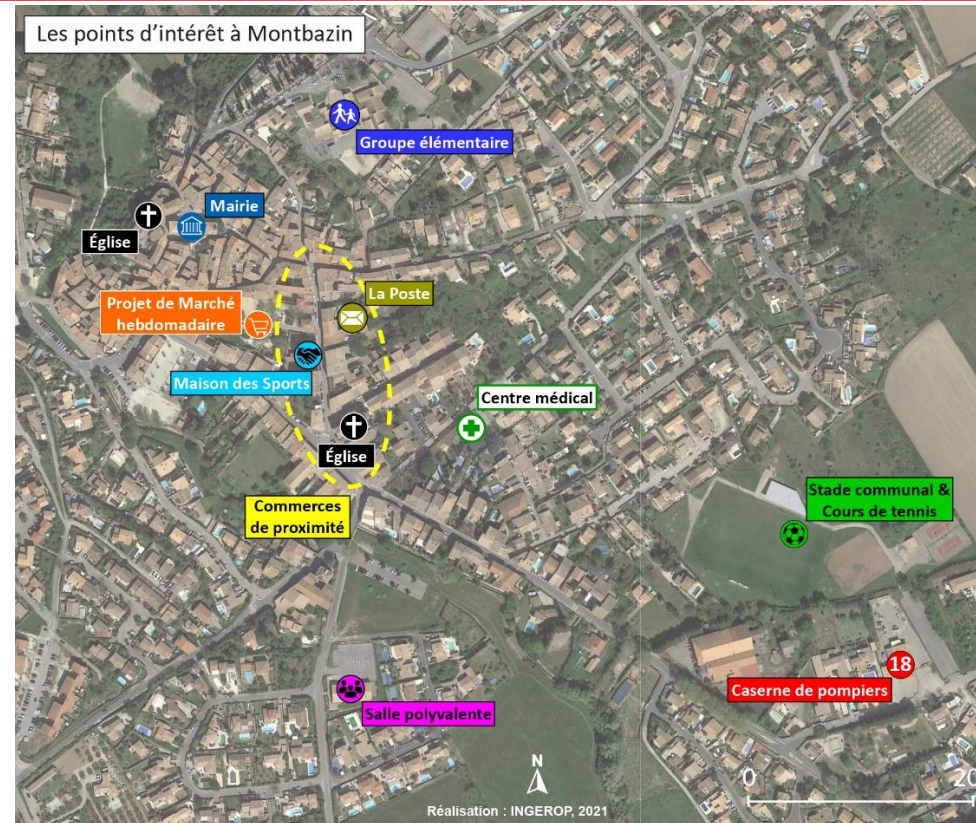 Les points d'intérêt à Montbazin
Groupe élémentaire
Mairie
Église
La Poste
Projet de Marché
hebdomadaire
Maison des Sports
Centre médical
Église
Commerces
de proximité
Stade communal &
Cours de tennis
18
Caserne de pompiers
Salle polyvalente
N
0
20
Réalisation : INGEROP, 2021